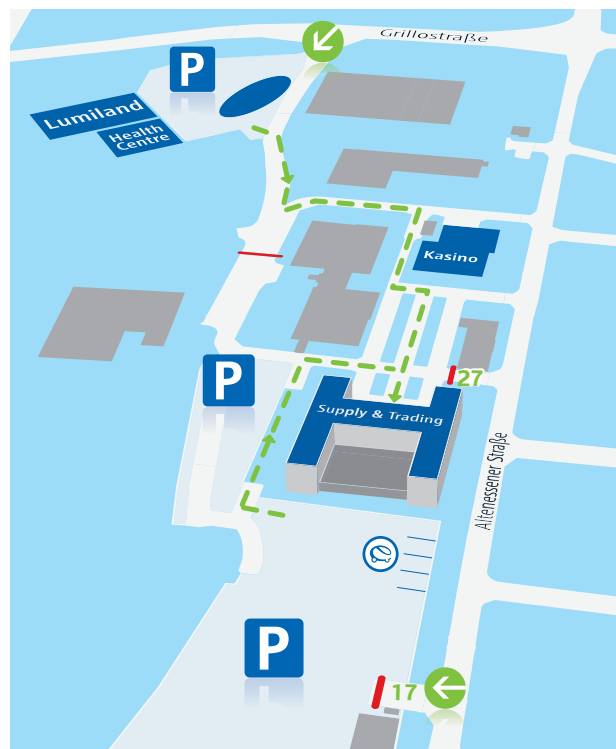 Grillostraße
P
Lumiland
Health
Centre
Kasino
P
27
Supply & Trading
Altenessener Straße
P
17